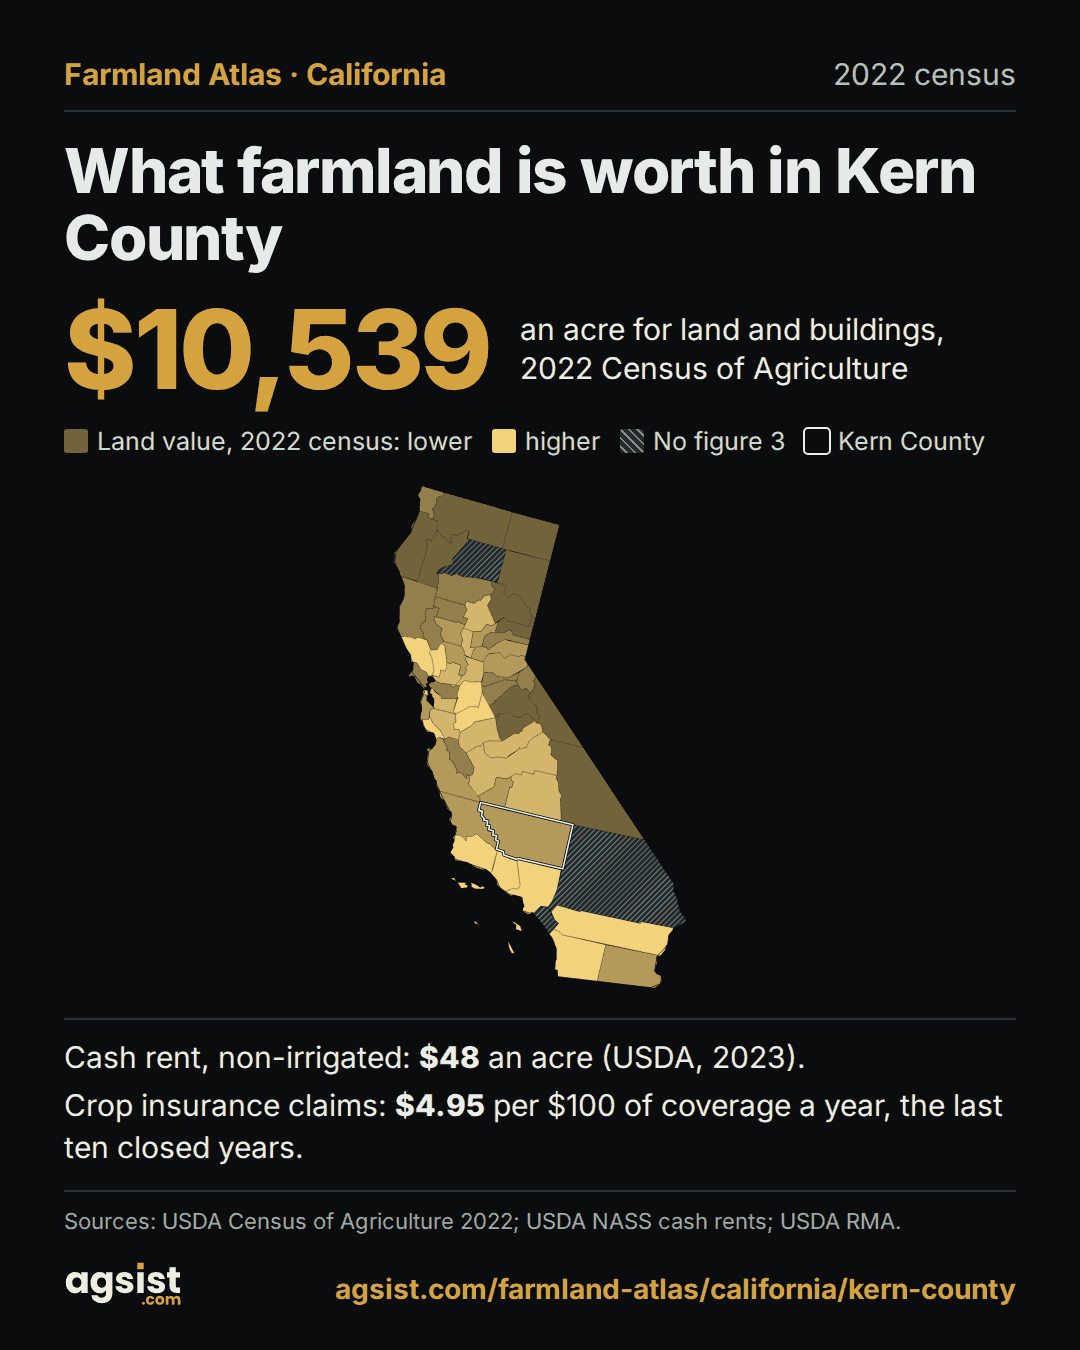 Farmland Atlas · California
2022 census
What farmland is worth in Kern
County
$10,539
an acre for land and buildings,
2022 Census of Agriculture
Land value, 2022 census: lower
higher
No figure 3
Kern County
Cash rent, non-irrigated: $48 an acre (USDA, 2023).
Crop insurance claims: $4.95 per $100 of coverage a year, the last
ten closed years.
Sources: USDA Census of Agriculture 2022; USDA NASS cash rents; USDA RMA.
agsist
.com
agsist.com/farmland-atlas/california/kern-county